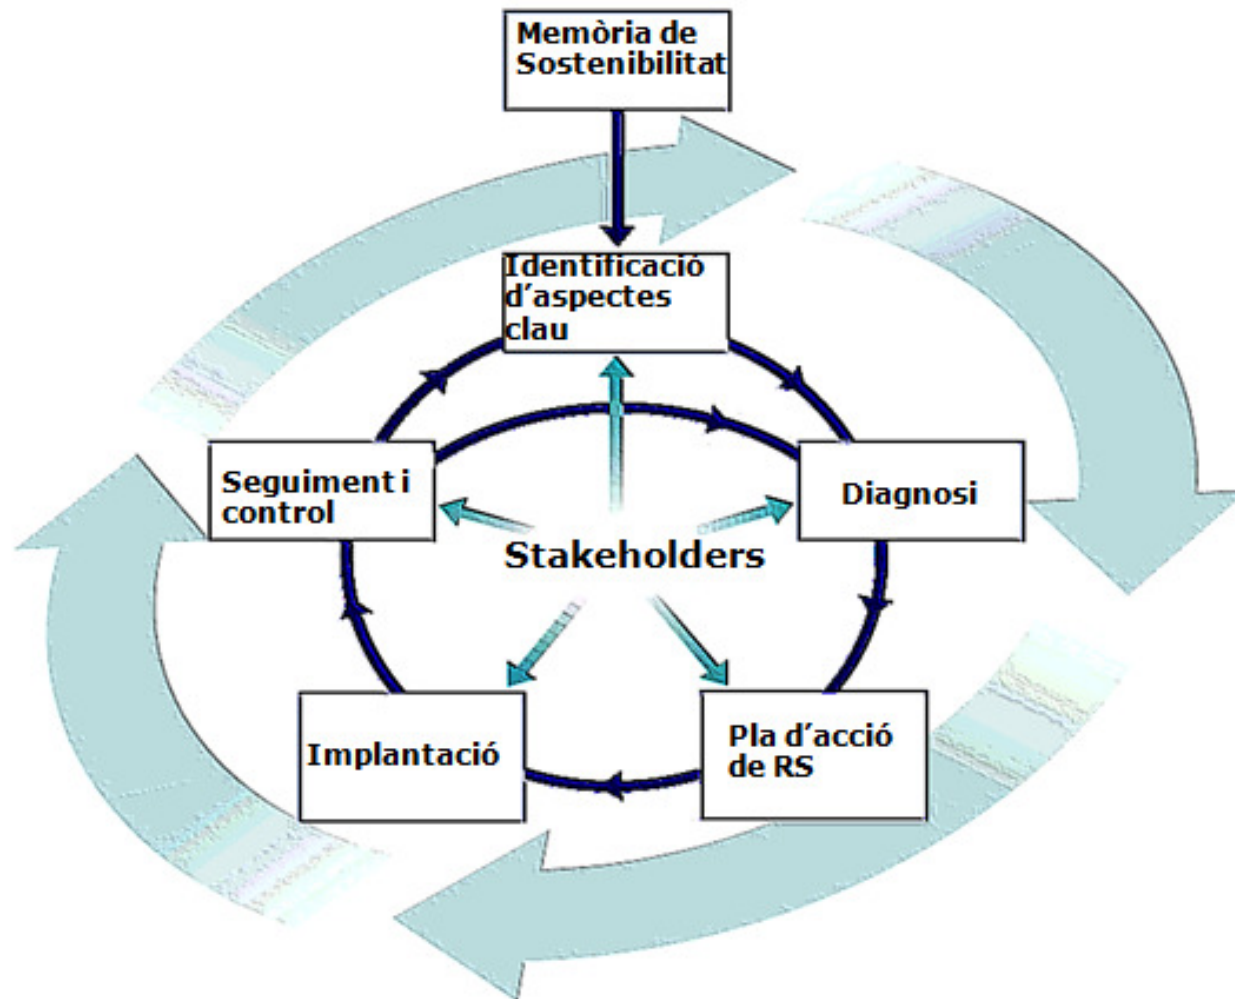 Memòria de
Sostenibilitat
Identificació
d’aspectes
clau
Seguiment i
control
Diagnosi
Stakeholders
Implantació
Pla d’acció
de RS